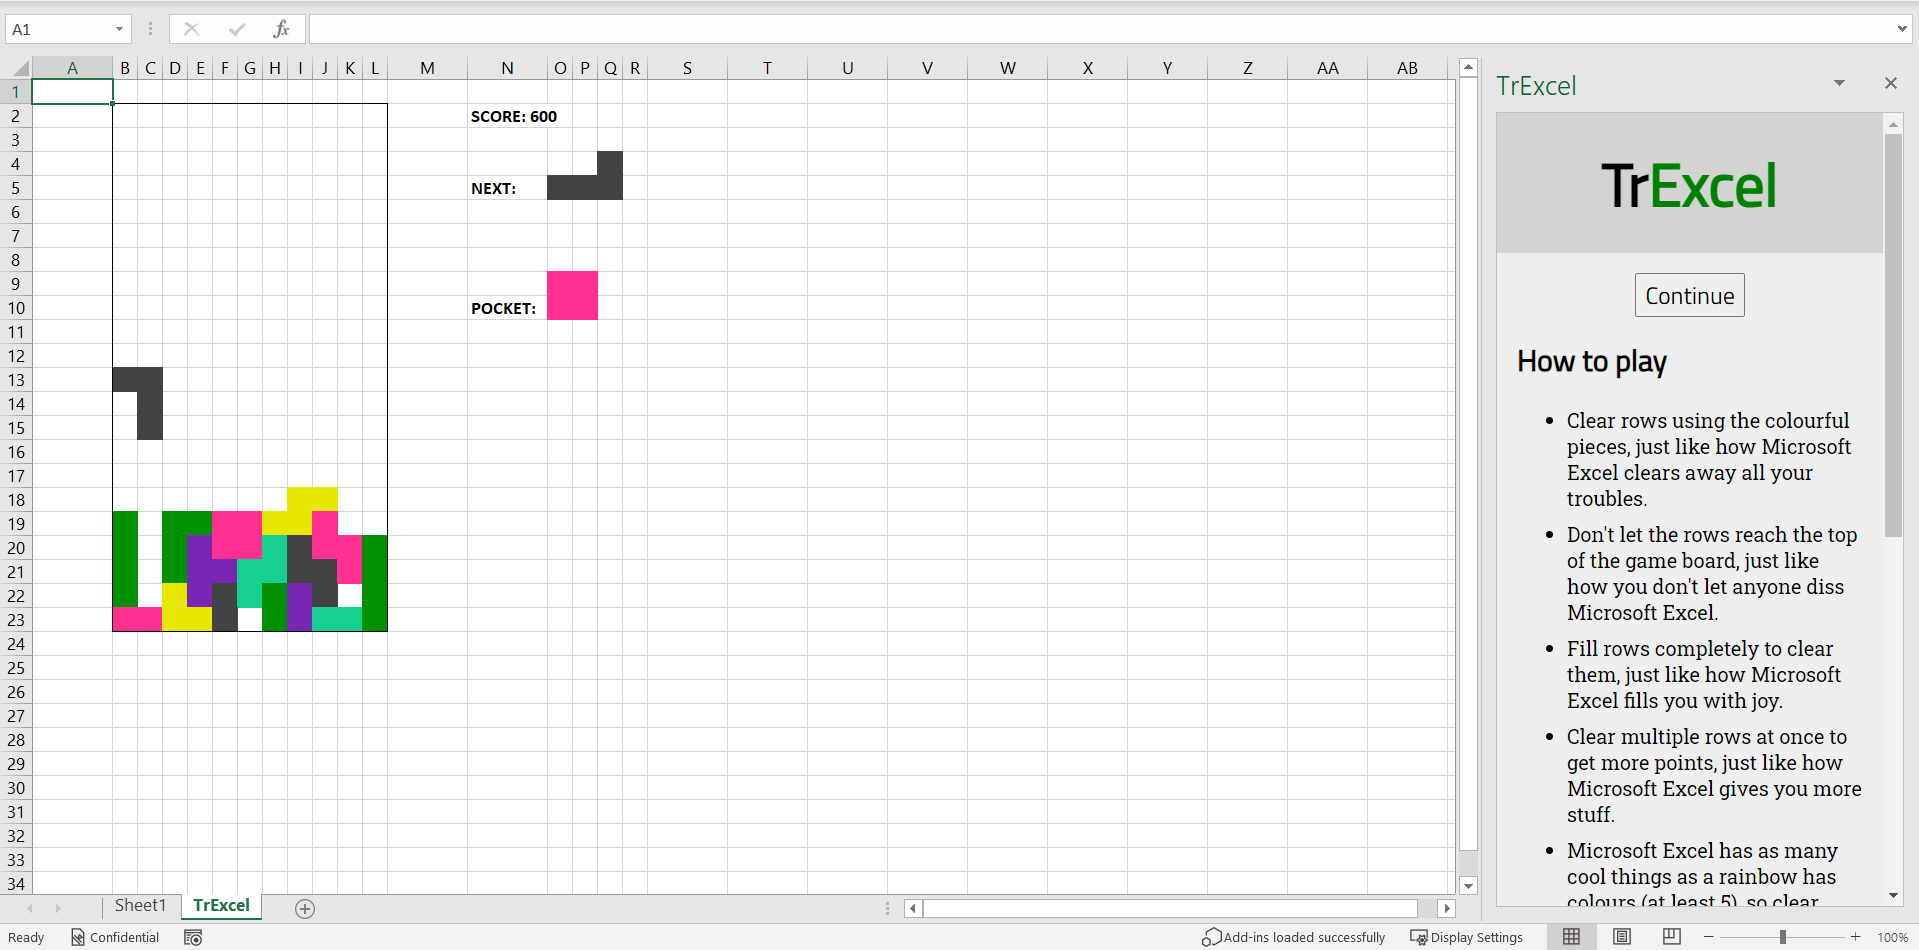 A1
fx
A B C D E F G H I J K L M N O P Q R S T U V W X Y Z AA AB
1
2 SCORE: 600
3
4
5 NEXT:
6
7
8
9
10 POCKET:
11
12
13
14
15
16
17
18
19
20
21
22
23
24
25
26
27
28
29
30
31
32
33
34
Sheet1 TrExcel
Ready Confidential Add-ins loaded successfully Display Settings 100%
TrExcel
TrExcel
Continue
How to play
• Clear rows using the colourful
pieces, just like how Microsoft
Excel clears away all your
troubles.
• Don't let the rows reach the top
of the game board, just like
how you don't let anyone diss
Microsoft Excel.
• Fill rows completely to clear
them, just like how Microsoft
Excel fills you with joy.
• Clear multiple rows at once to
get more points, just like how
Microsoft Excel gives you more
stuff.
• Microsoft Excel has as many
cool things as a rainbow has
colours (at least 5), so clear